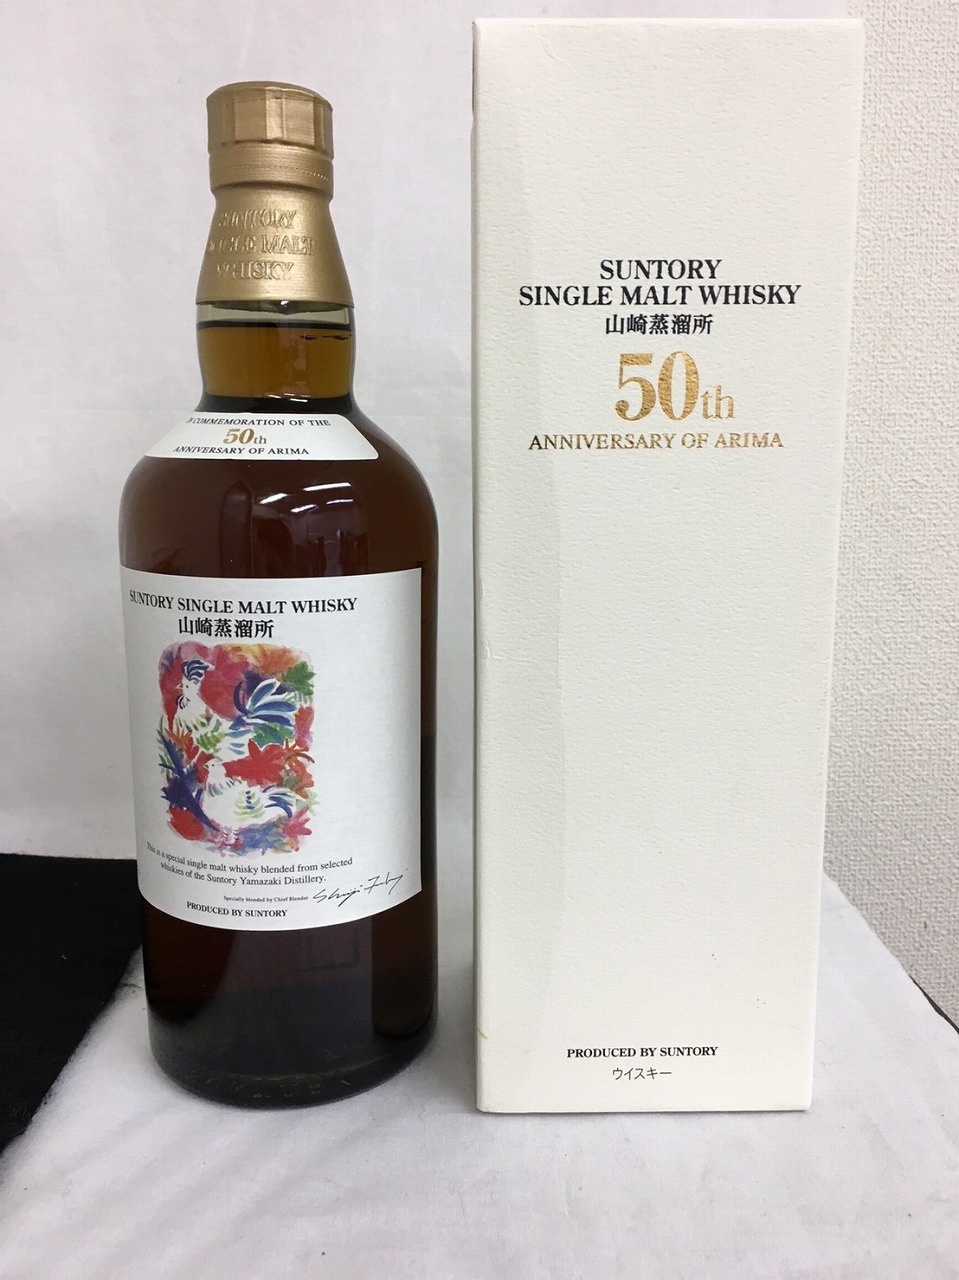 SUNTORY
SINGLE MALT
WHISKY
IN COMMEMORATION OF THE
50th
ANNIVERSARY OF ARIMA
SUNTORY SINGLE MALT WHISKY
山崎蒸溜所
This is a special single malt whisky blended from selected
whiskies of the Suntory Yamazaki Distillery.
Specially blended by Chief Blender
PRODUCED BY SUNTORY
SUNTORY
SINGLE MALT WHISKY
山崎蒸溜所
50th
ANNIVERSARY OF ARIMA
PRODUCED BY SUNTORY
ウイスキー